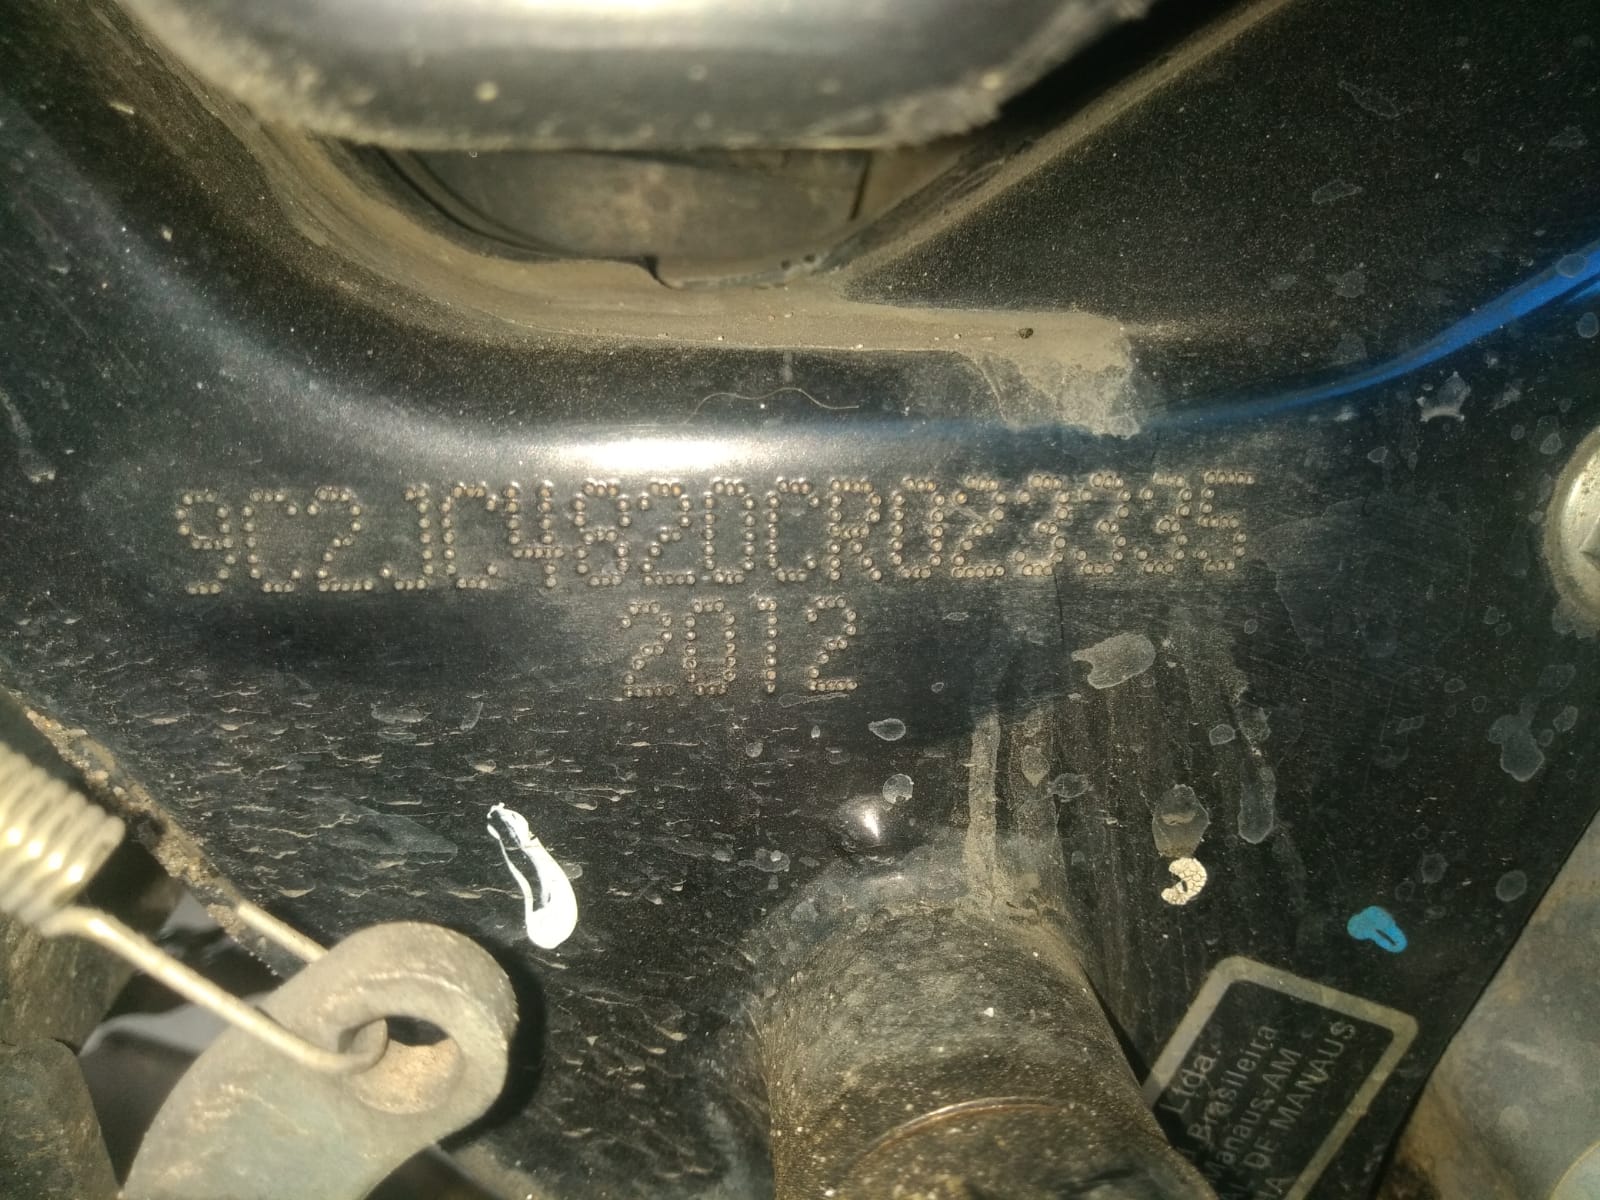 9C2JC4820CR023335
2012
Ltda.
Brasileira
Manaus-AM
DE MANAUS